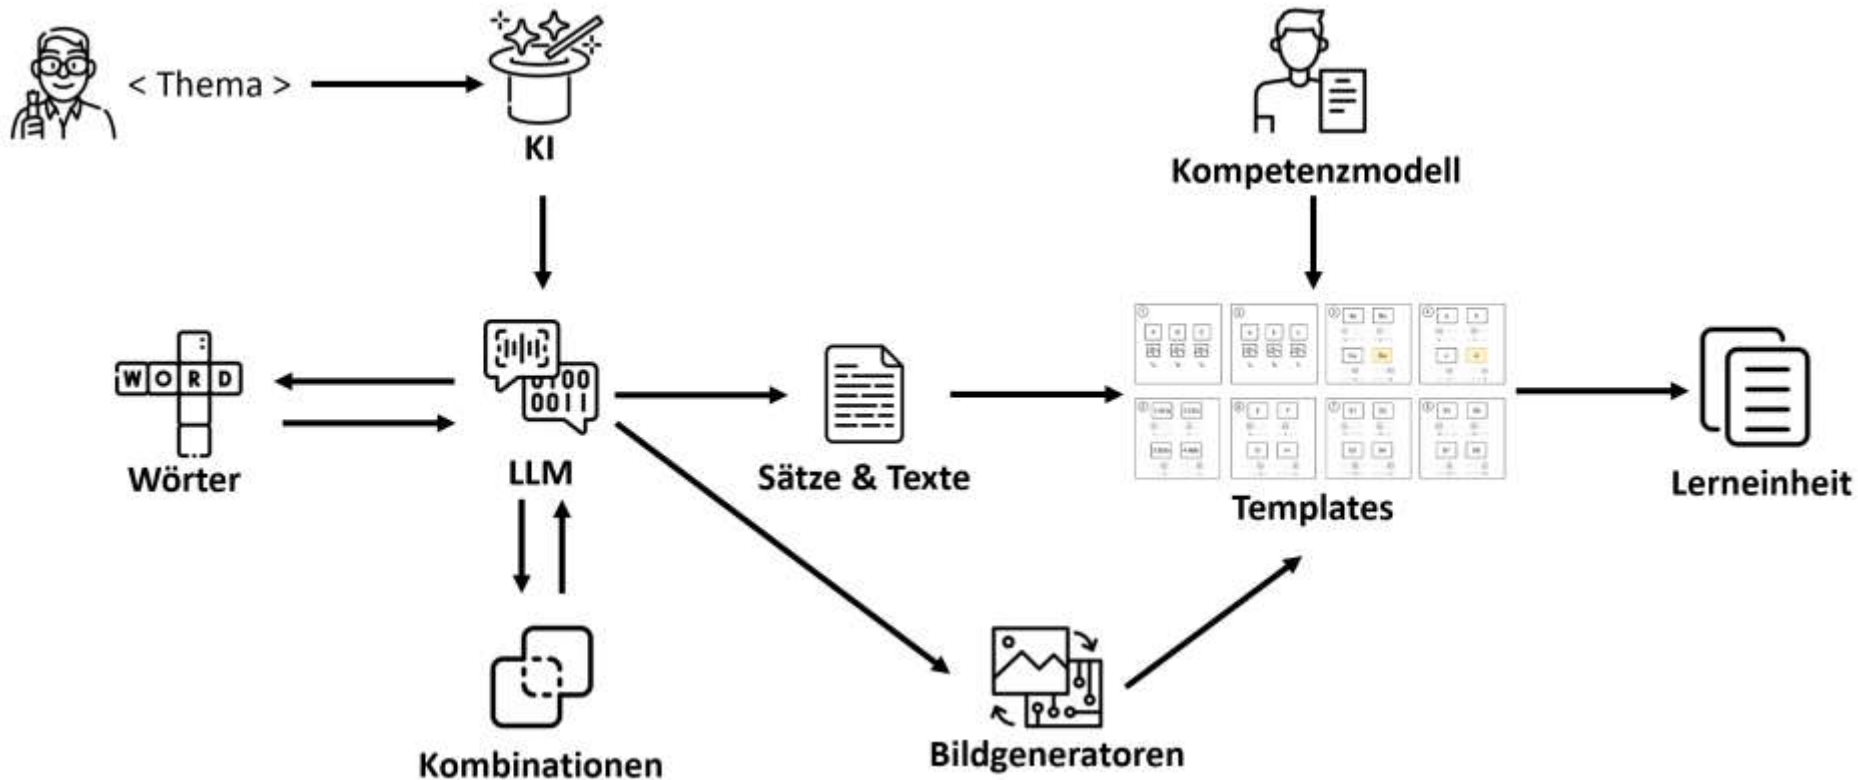 < Thema >
KI
Kompetenzmodell
WORD
Wörter
0100
0011
LLM
Sätze & Texte
Templates
Lerneinheit
Kombinationen
Bildgeneratoren